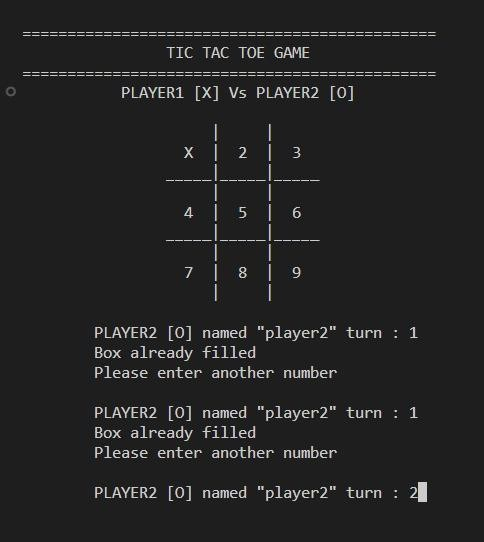 ==============================================
TIC TAC TOE GAME
==============================================
PLAYER1 [X] Vs PLAYER2 [O]
     |     |
  X  |  2  |  3
_____|_____|_____
     |     |
  4  |  5  |  6
_____|_____|_____
     |     |
  7  |  8  |  9
     |     |
PLAYER2 [O] named "player2" turn : 1
Box already filled
Please enter another number
PLAYER2 [O] named "player2" turn : 1
Box already filled
Please enter another number
PLAYER2 [O] named "player2" turn : 2